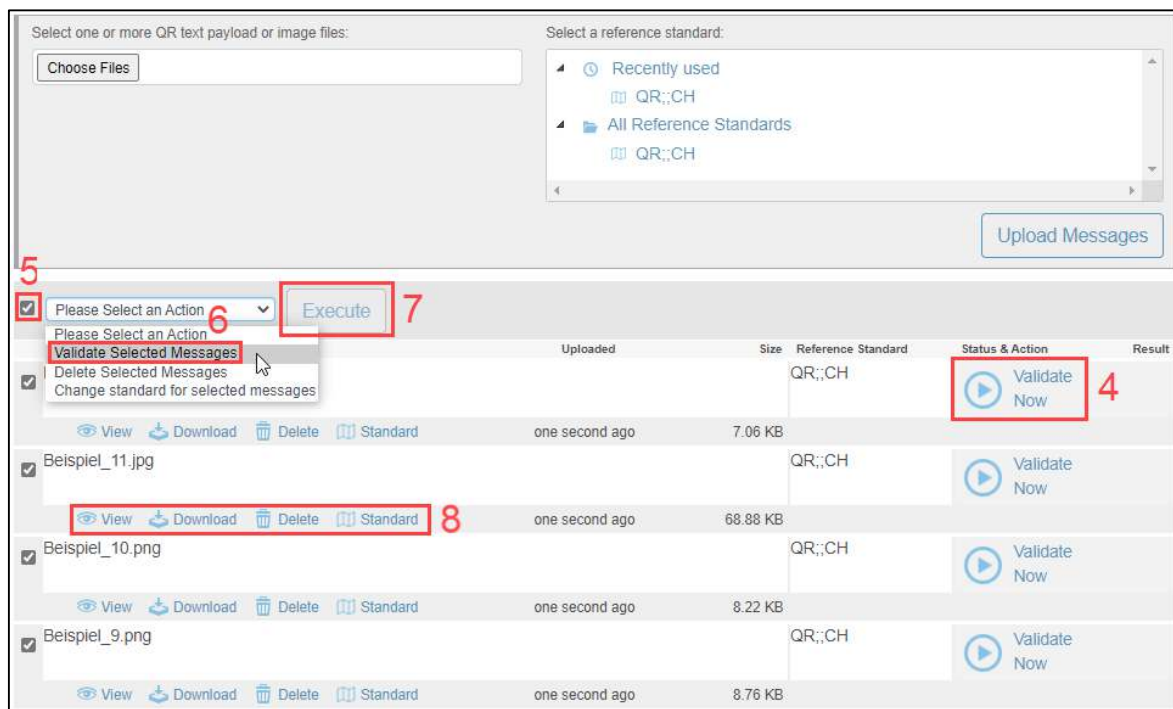 Select one or more QR text payload or image files:
Choose Files
Select a reference standard:
Recently used
QR;;CH
All Reference Standards
QR;;CH
Upload Messages
5
Please Select an Action
6
Execute
7
Please Select an Action
Validate Selected Messages
Delete Selected Messages
Change standard for selected messages
Uploaded Size Reference Standard Status & Action Result
QR;;CH
Validate
Now
4
View Download Delete Standard one second ago 7.06 KB
Beispiel_11.jpg QR;;CH
Validate
Now
View Download Delete Standard 8 one second ago 68.88 KB
Beispiel_10.png QR;;CH
Validate
Now
View Download Delete Standard one second ago 8.22 KB
Beispiel_9.png QR;;CH
Validate
Now
View Download Delete Standard one second ago 8.76 KB